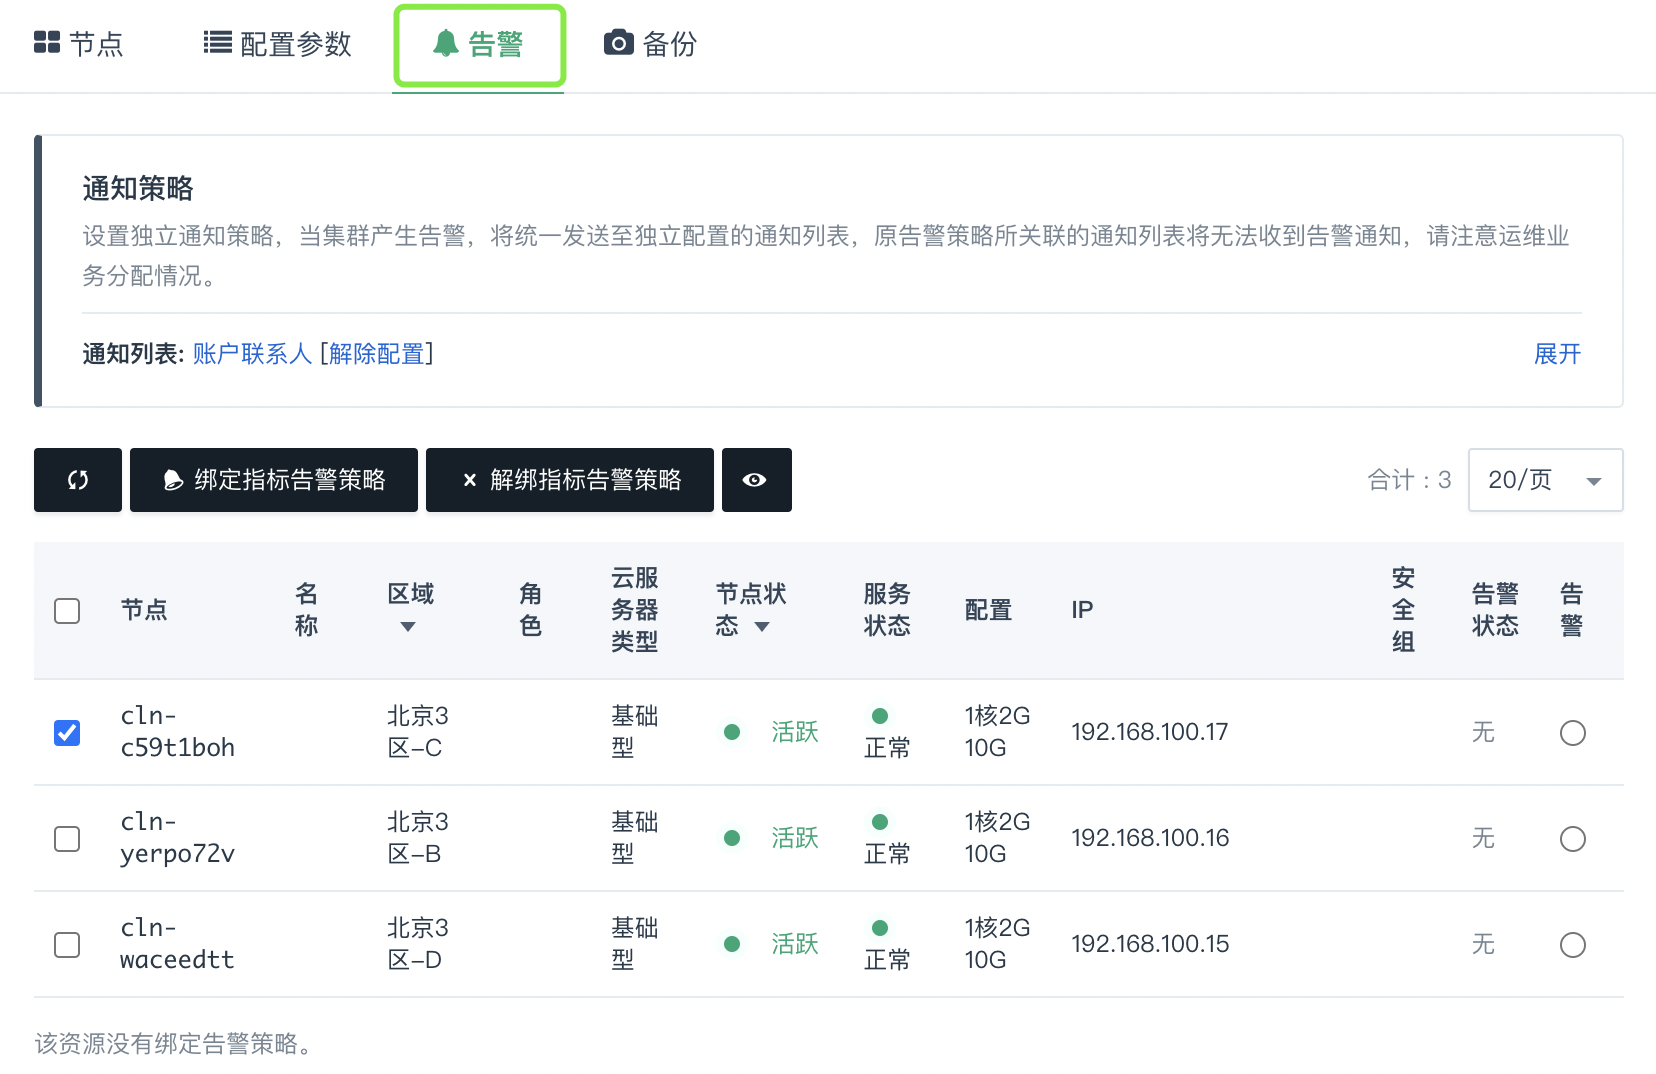 节点 配置参数 告警 备份
通知策略
设置独立通知策略，当集群产生告警，将统一发送至独立配置的通知列表，原告警策略所关联的通知列表将无法收到告警通知，请注意运维业
务分配情况。
通知列表: 账户联系人 [解除配置] 展开
绑定指标告警策略 × 解绑指标告警策略 合计：3 20/页
节点 名称 区域 角色 云服务器类型 节点状态 服务状态 配置 IP 安全组 告警状态 告警
cln- 北京3 基础 1核2G
c59t1boh 区-C 型 活跃 正常 10G 192.168.100.17 无
cln- 北京3 基础 1核2G
yerpo72v 区-B 型 活跃 正常 10G 192.168.100.16 无
cln- 北京3 基础 1核2G
waceedtt 区-D 型 活跃 正常 10G 192.168.100.15 无
该资源没有绑定告警策略。